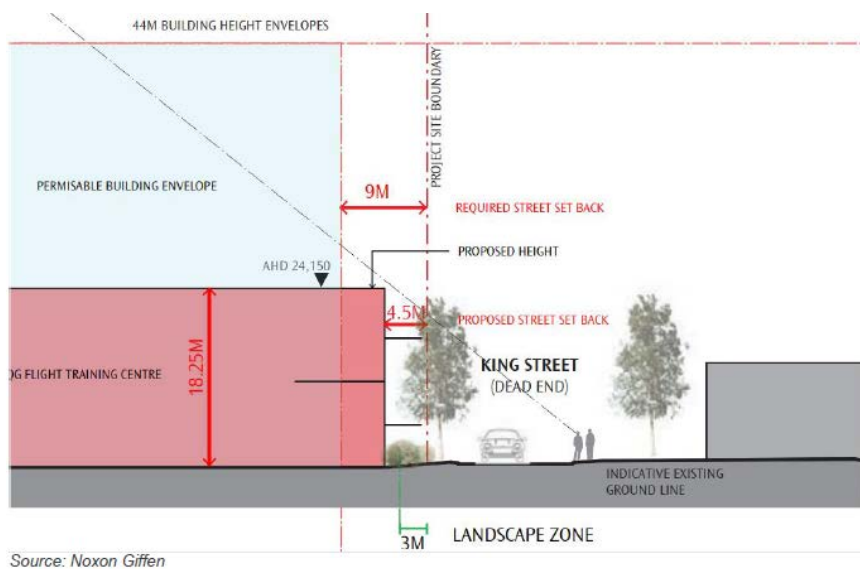 44M BUILDING HEIGHT ENVELOPES
PROJECT SITE BOUNDARY
PERMISABLE BUILDING ENVELOPE
9M
REQUIRED STREET SET BACK
AHD 24,150
PROPOSED HEIGHT
4.5M
PROPOSED STREET SET BACK
18.25M
QG FLIGHT TRAINING CENTRE
KING STREET
(DEAD END)
INDICATIVE EXISTING
GROUND LINE
3M
LANDSCAPE ZONE
Source: Noxon Giffen